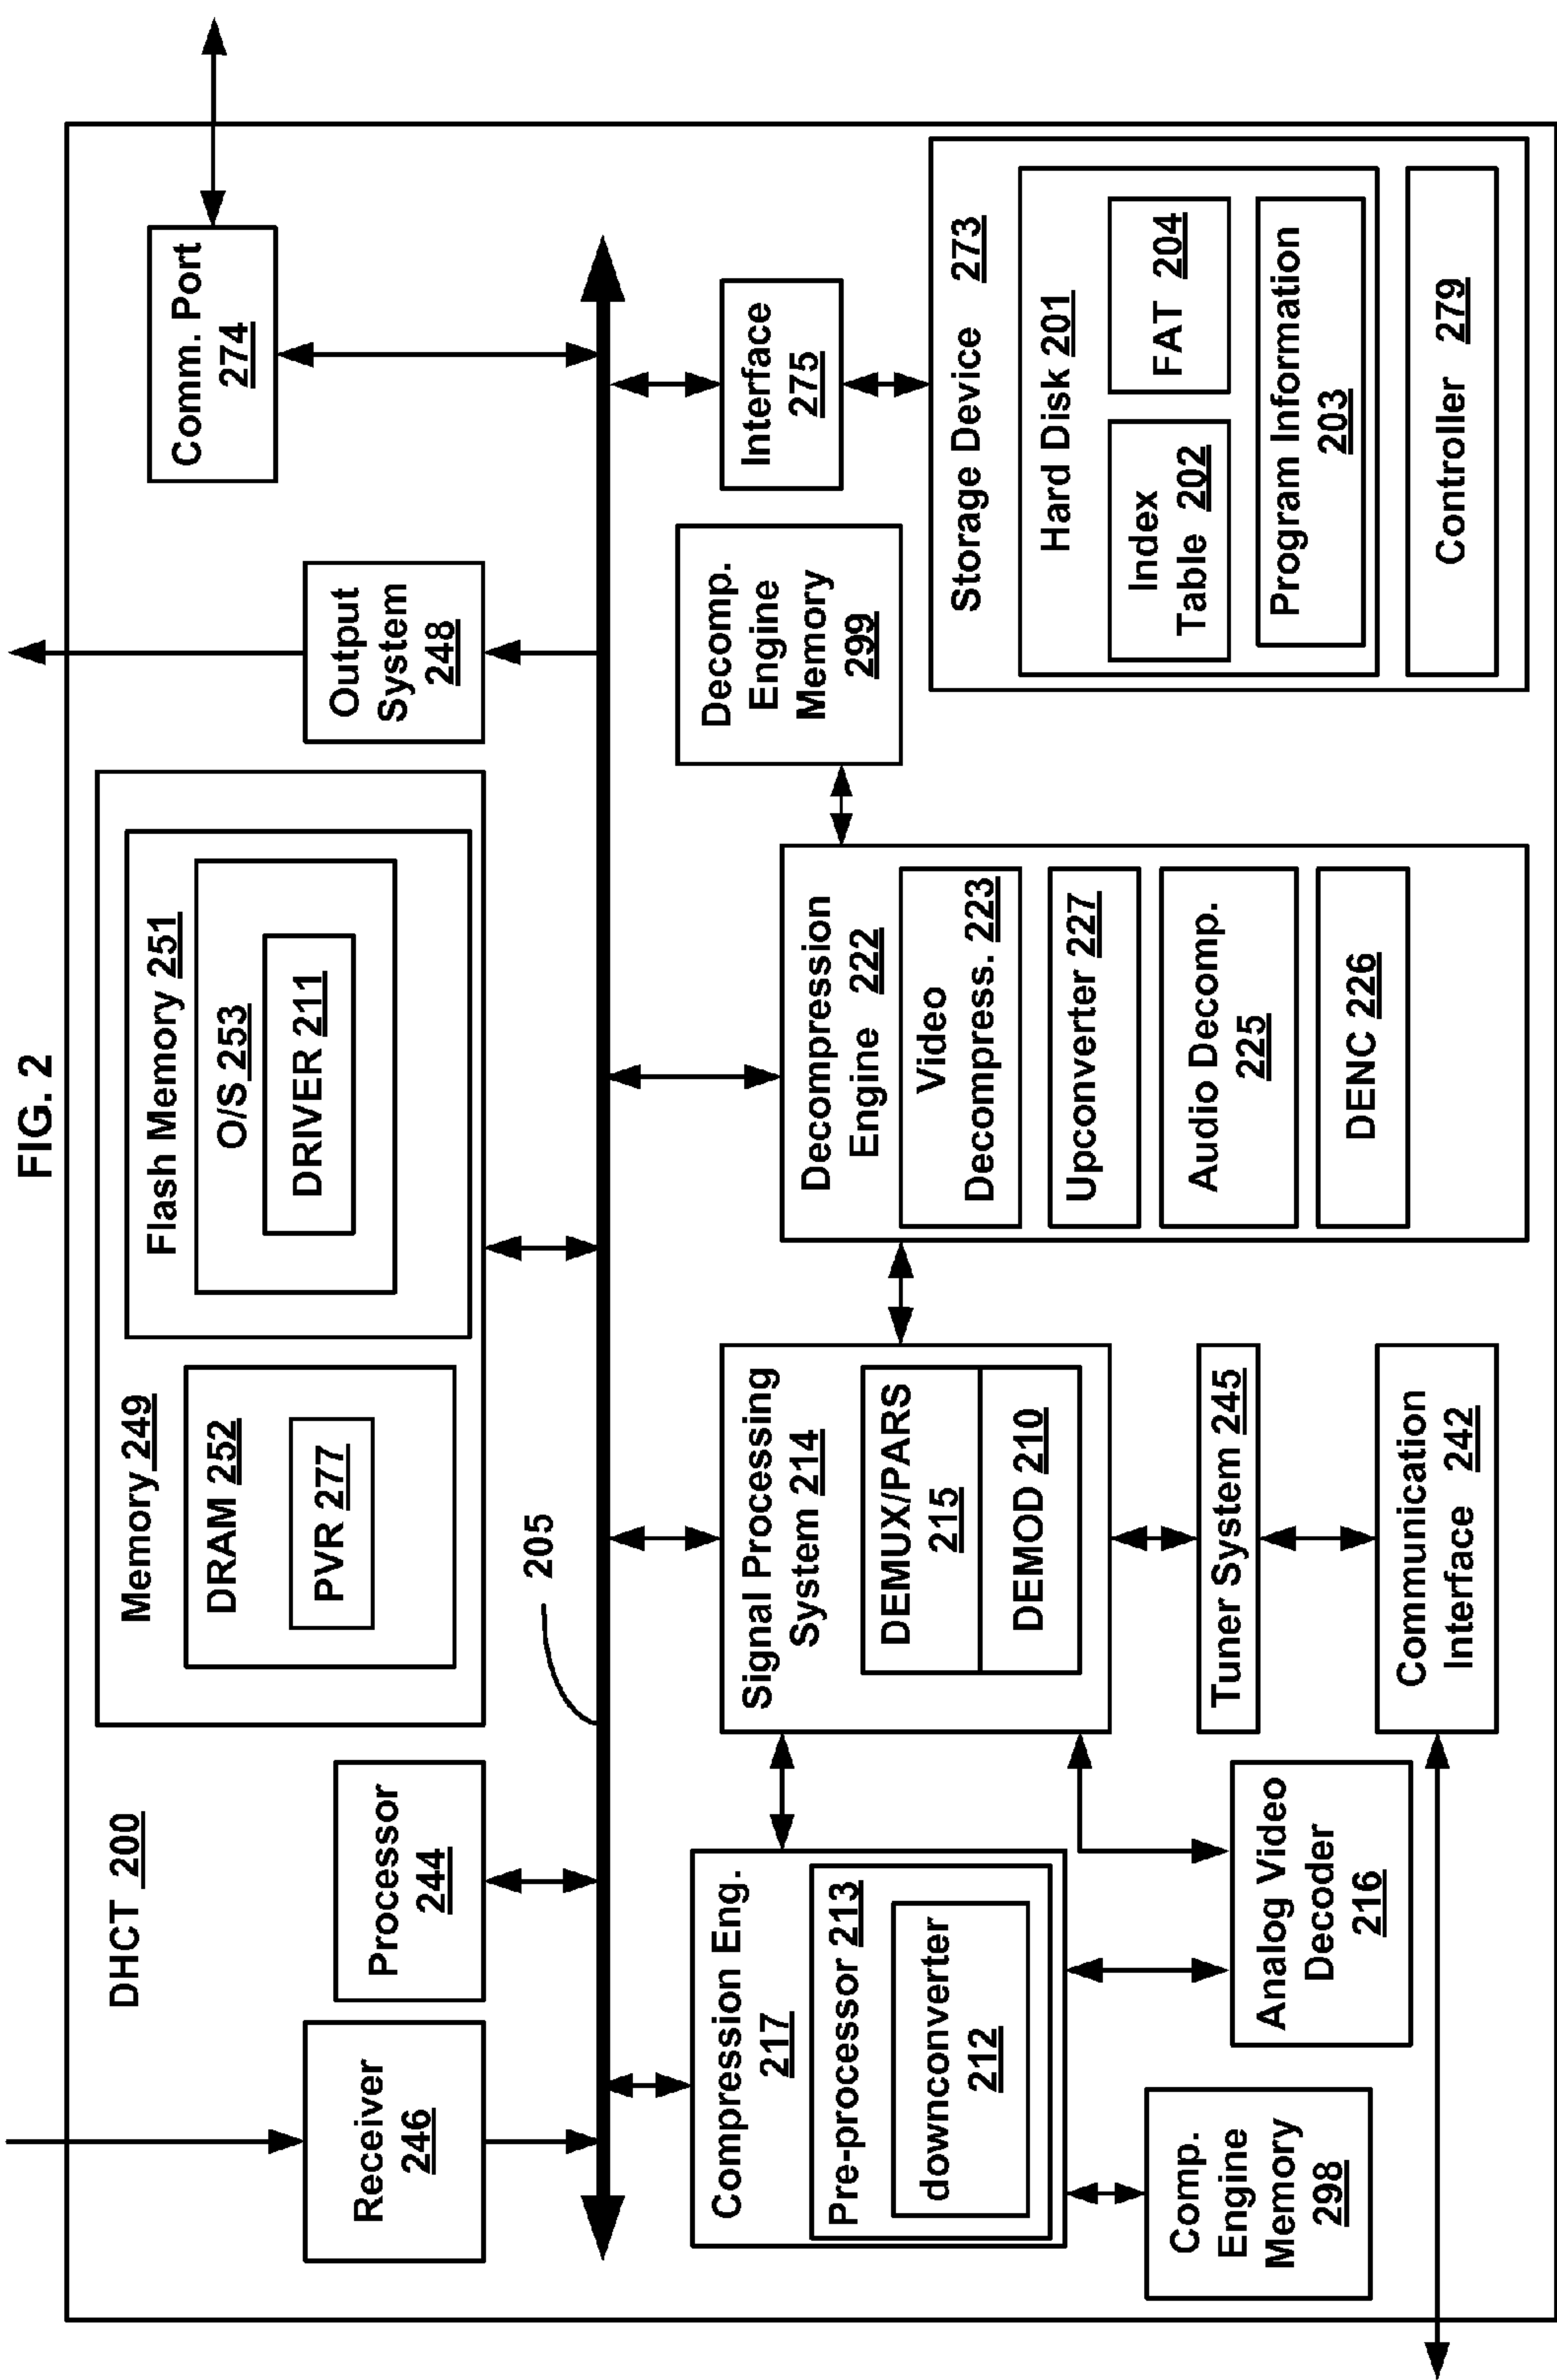 FIG. 2
DHCT 200
Receiver
246
Processor
244
Memory 249
DRAM 252
PVR 277
Flash Memory 251
O/S 253
DRIVER 211
Output
System
248
Comm. Port
274
205
Compression Eng.
217
Pre-processor 213
downconverter
212
Comp.
Engine
Memory
298
Analog Video
Decoder
216
Signal Processing
System 214
DEMUX/PARS
215
DEMOD 210
Tuner System 245
Communication
Interface 242
Decompression
Engine 222
Video
Decompress. 223
Upconverter 227
Audio Decomp.
225
DENC 226
Decomp.
Engine
Memory
299
Interface
275
Storage Device 273
Hard Disk 201
Index
Table 202
FAT 204
Program Information
203
Controller 279